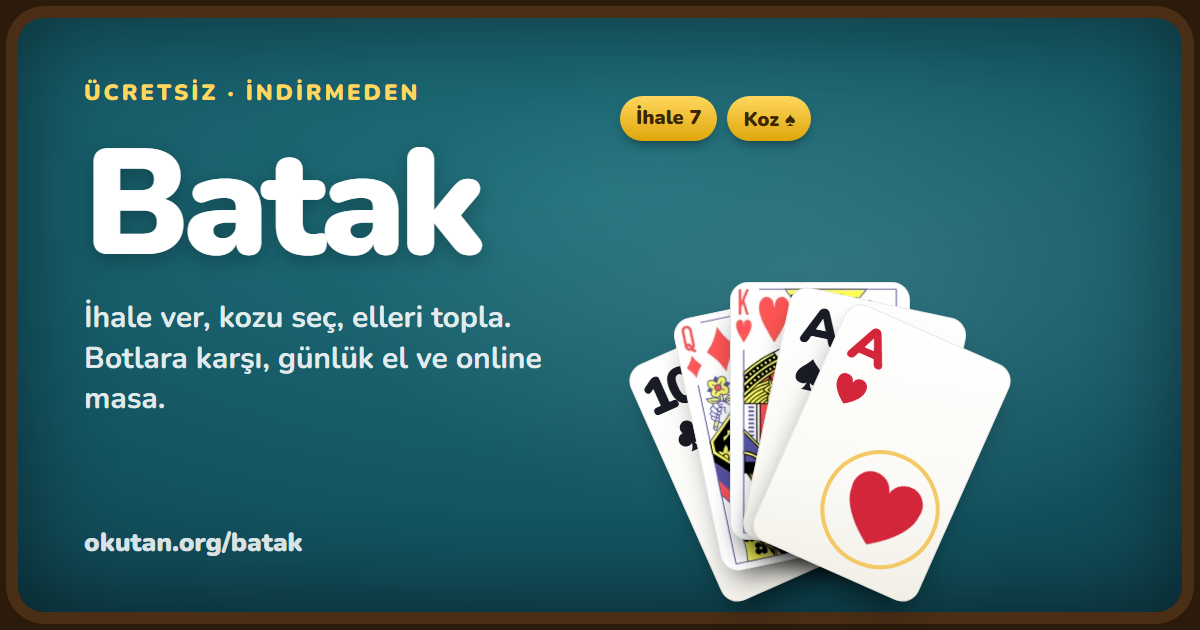 ÜCRETSİZ · İNDİRMEDEN
Batak
İhale ver, kozu seç, elleri topla.
Botlara karşı, günlük el ve online
masa.
okutan.org/batak
İhale 7
Koz ♠
10
Q
K
A
A